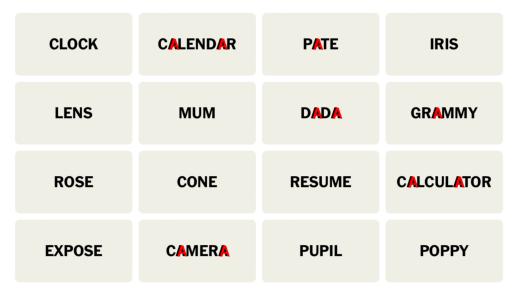 CLOCK CALENDAR PATE IRIS
LENS MUM DADA GRAMMY
ROSE CONE RESUME CALCULATOR
EXPOSE CAMERA PUPIL POPPY